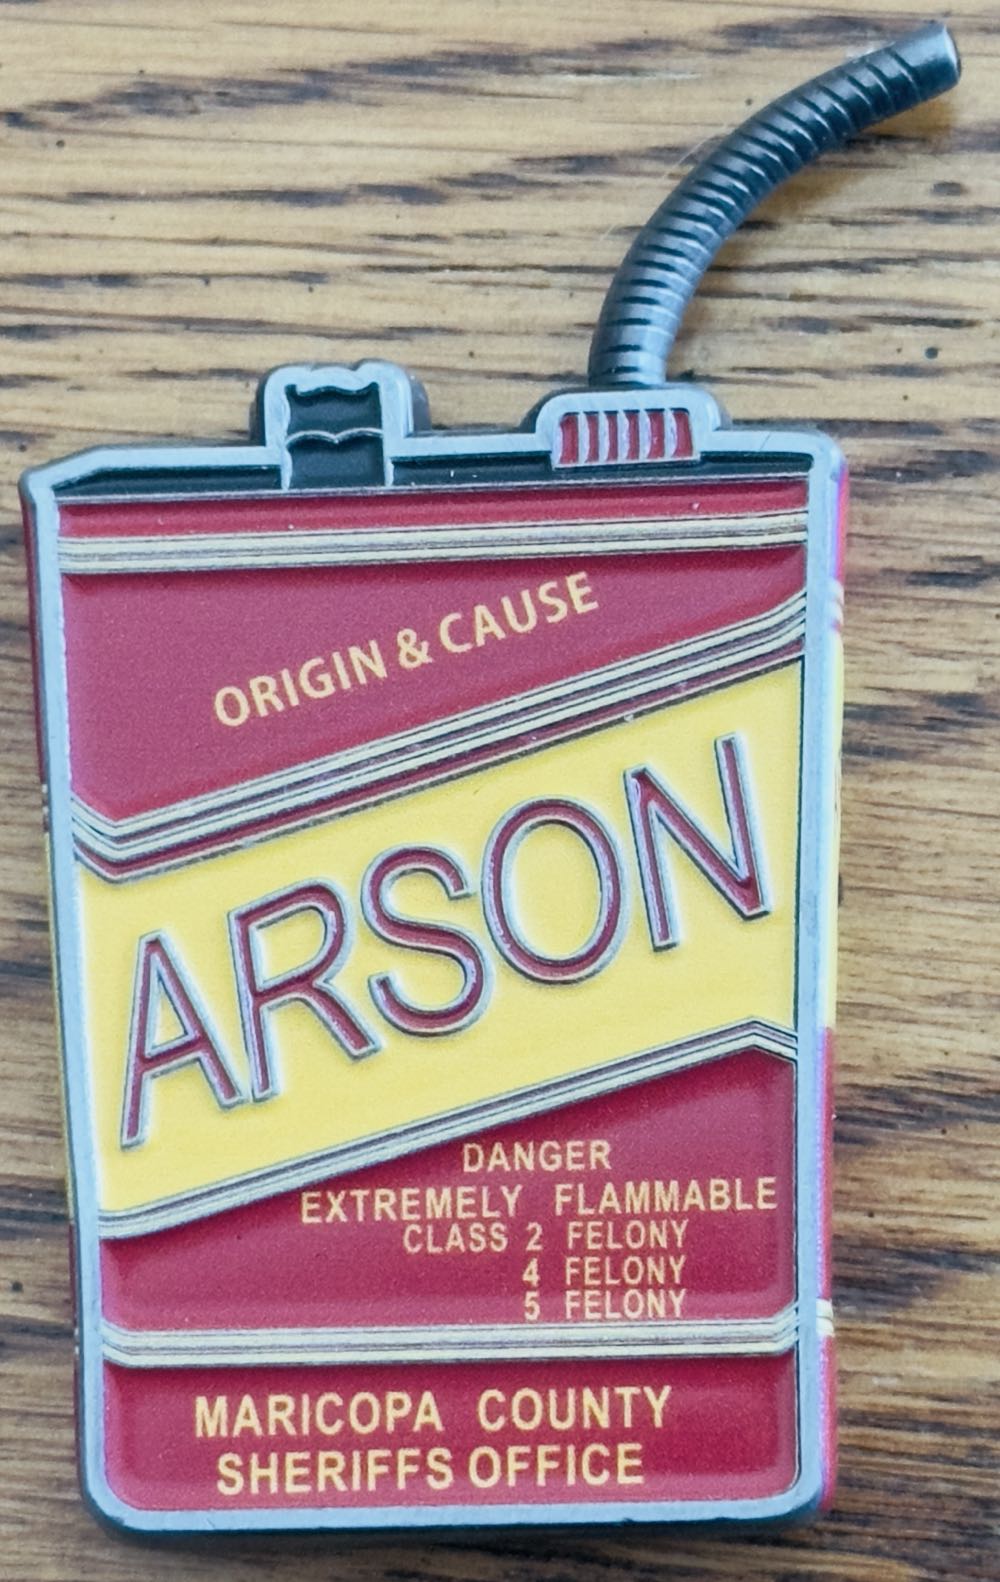 ORIGIN & CAUSE
ARSON
DANGER
EXTREMELY FLAMMABLE
CLASS 2 FELONY
4 FELONY
5 FELONY
MARICOPA COUNTY
SHERIFFS OFFICE